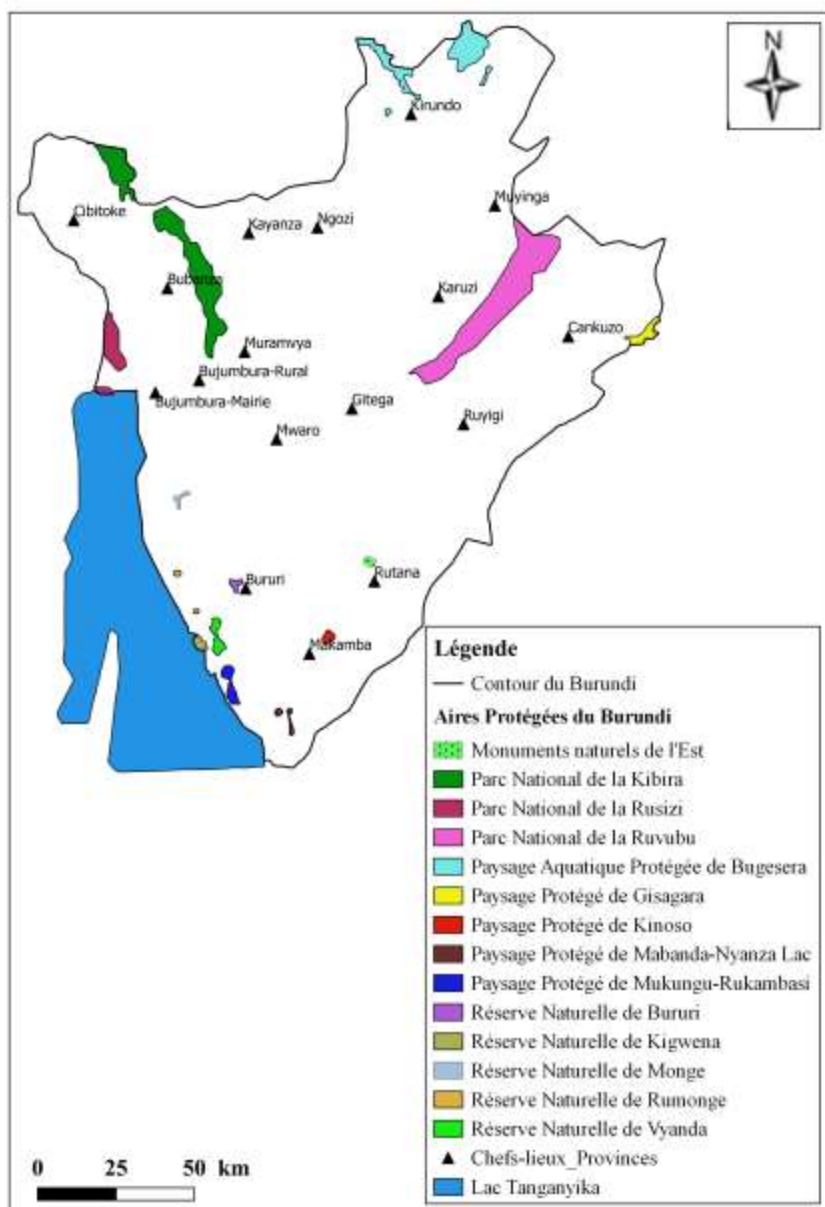 N
Kirundo
Muyinga
Cibitoke
Kayanza
Ngozi
Bubanza
Karuzi
Cankuzo
Muramvya
Bujumbura-Rural
Bujumbura-Mairie
Gitega
Ruyigi
Mwaro
Bururi
Rutana
Makamba
Légende
Contour du Burundi
Aires Protégées du Burundi
Monuments naturels de l'Est
Parc National de la Kibira
Parc National de la Rusizi
Parc National de la Ruvubu
Paysage Aquatique Protégée de Bugesera
Paysage Protégé de Gisagara
Paysage Protégé de Kinoso
Paysage Protégé de Mabanda-Nyanza Lac
Paysage Protégé de Mukungu-Rukambasi
Réserve Naturelle de Bururi
Réserve Naturelle de Kigwena
Réserve Naturelle de Monge
Réserve Naturelle de Rumonge
Réserve Naturelle de Vyanda
Chefs-lieux_Provinces
Lac Tanganyika
0 25 50 km